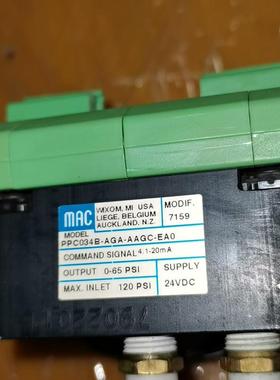 MAC
WIXOM, MI USA
LIEGE, BELGIUM
AUCKLAND, N.Z.
MODIF.
7159
MODEL
PPC034B-AGA-AAGC-EA0
COMMAND SIGNAL 4.1-20mA
OUTPUT 0-65 PSI
SUPPLY
MAX. INLET 120 PSI
24VDC